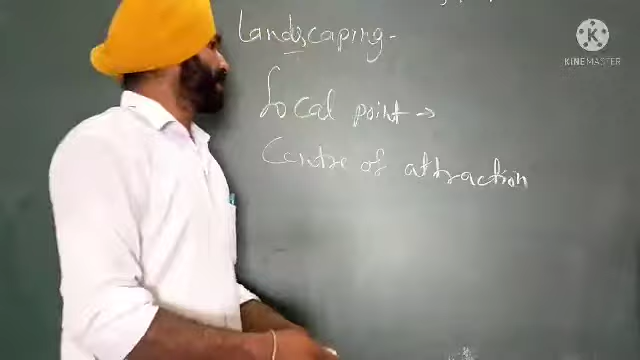 Landscaping -
focal point →
Centre of attraction
K
KINEMASTER